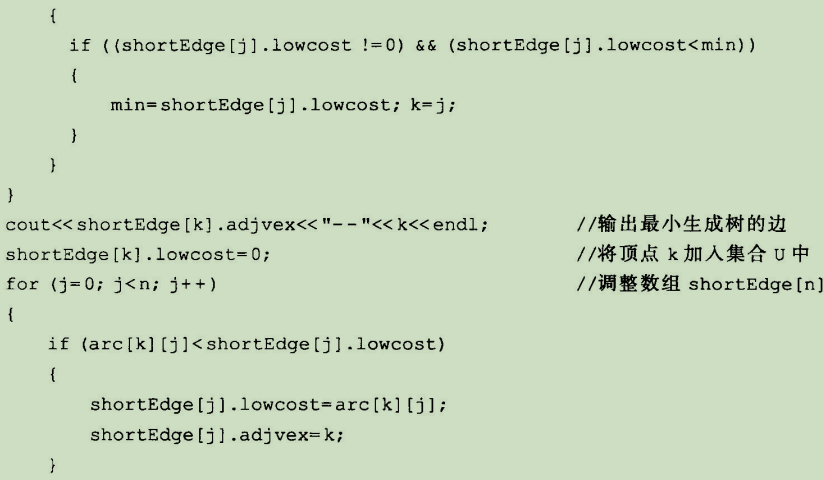 {
if ((shortEdge[j].lowcost !=0) && (shortEdge[j].lowcost<min))
{
min=shortEdge[j].lowcost; k=j;
}
}
}
cout<<shortEdge[k].adjvex<<"--"<<k<<endl; //输出最小生成树的边
shortEdge[k].lowcost=0; //将顶点 k 加入集合 U 中
for (j=0; j<n; j++) //调整数组 shortEdge[n]
{
if (arc[k][j]<shortEdge[j].lowcost)
{
shortEdge[j].lowcost=arc[k][j];
shortEdge[j].adjvex=k;
}